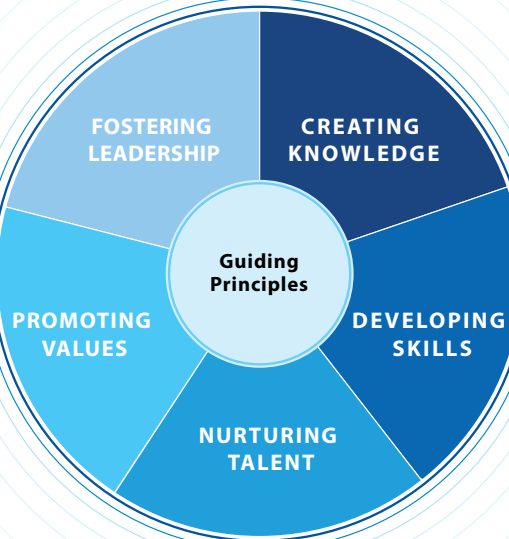 FOSTERING
LEADERSHIP
CREATING
KNOWLEDGE
Guiding
Principles
PROMOTING
VALUES
DEVELOPING
SKILLS
NURTURING
TALENT